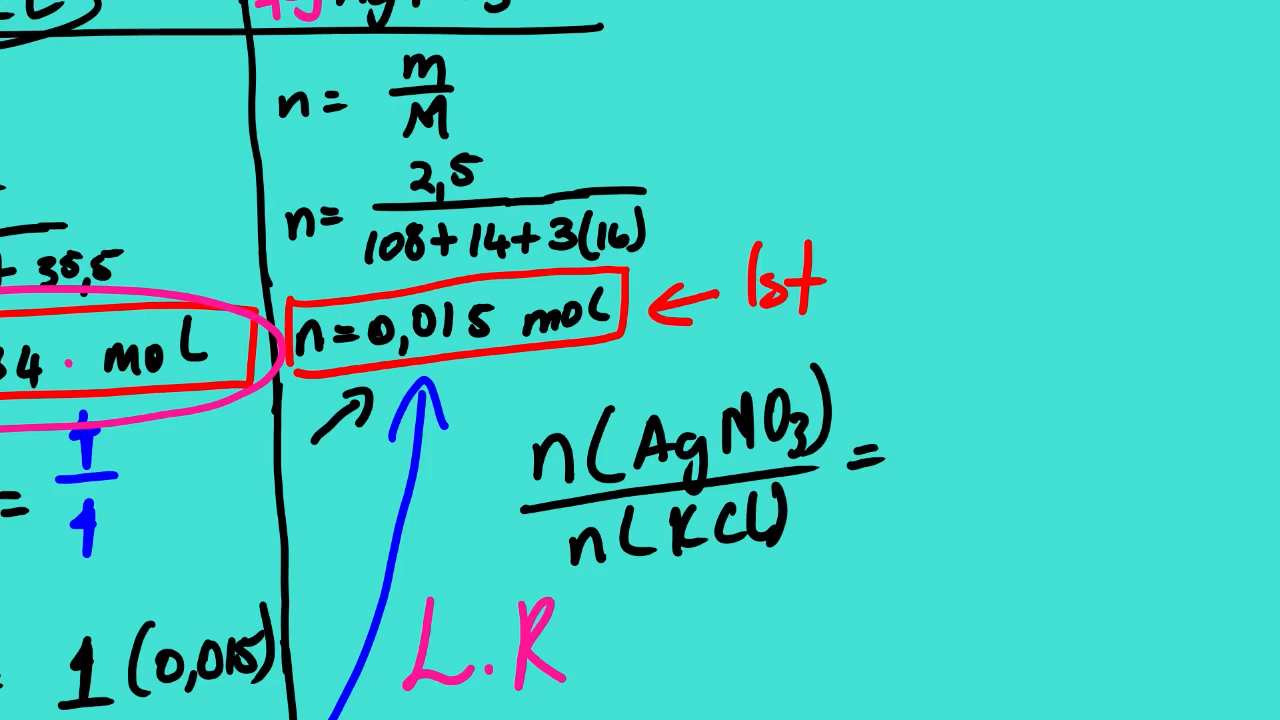 n = m/M
n = 2,5/108+14+3(16)
+ 35,5
n=0,015 mol
← 1st
34 · mol
= 1/1
n(AgNO3)/n(KCl) =
1(0,015)
L.R